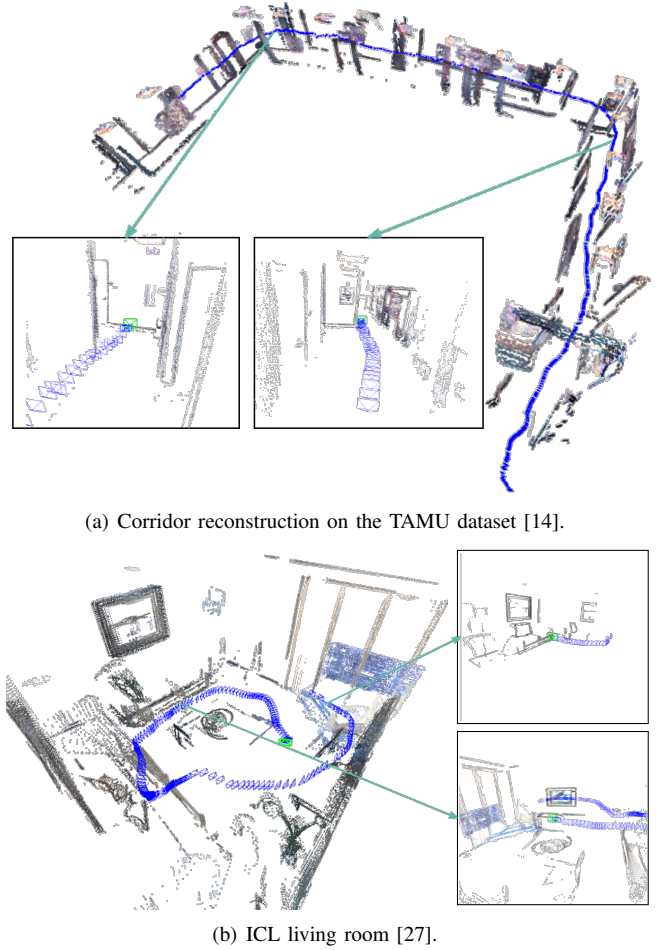 (a) Corridor reconstruction on the TAMU dataset [14].
(b) ICL living room [27].